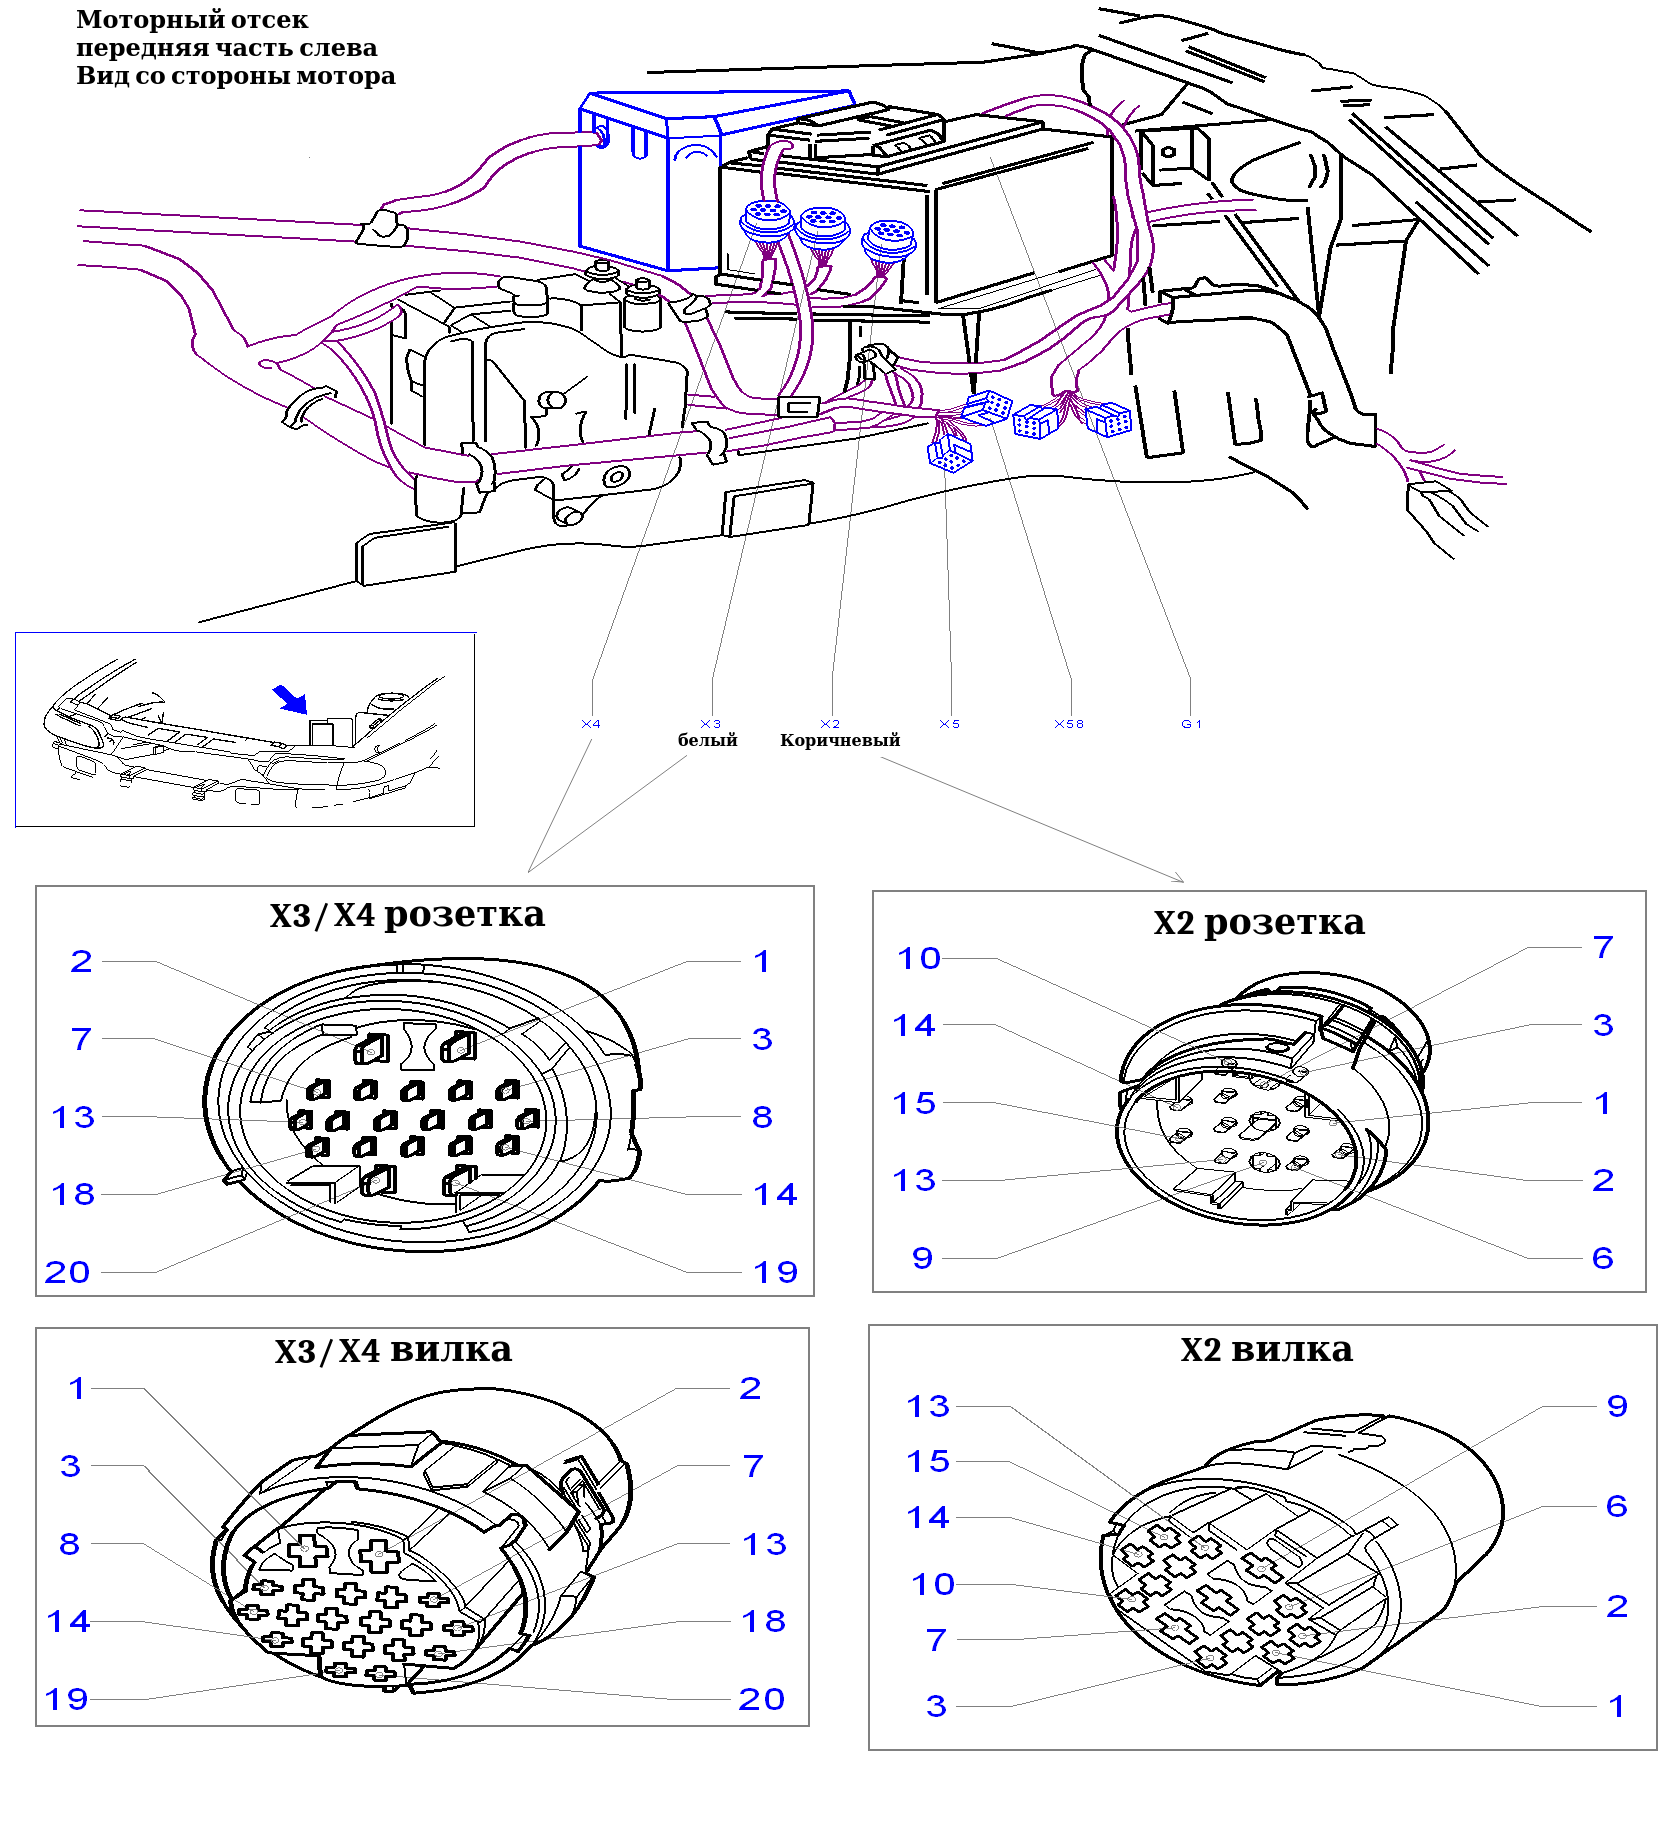 Моторный отсек
передняя часть слева
Вид со стороны мотора
X4 X3 X2 X5 X58 G1
белый Коричневый
X3/X4 розетка
2 1
7 3
13 8
18 14
20 19
X2 розетка
10 7
14 3
15 1
13 2
9 6
X3/X4 вилка
1 2
3 7
8 13
14 18
19 20
X2 вилка
13 9
15
14 6
10 2
7
3 1